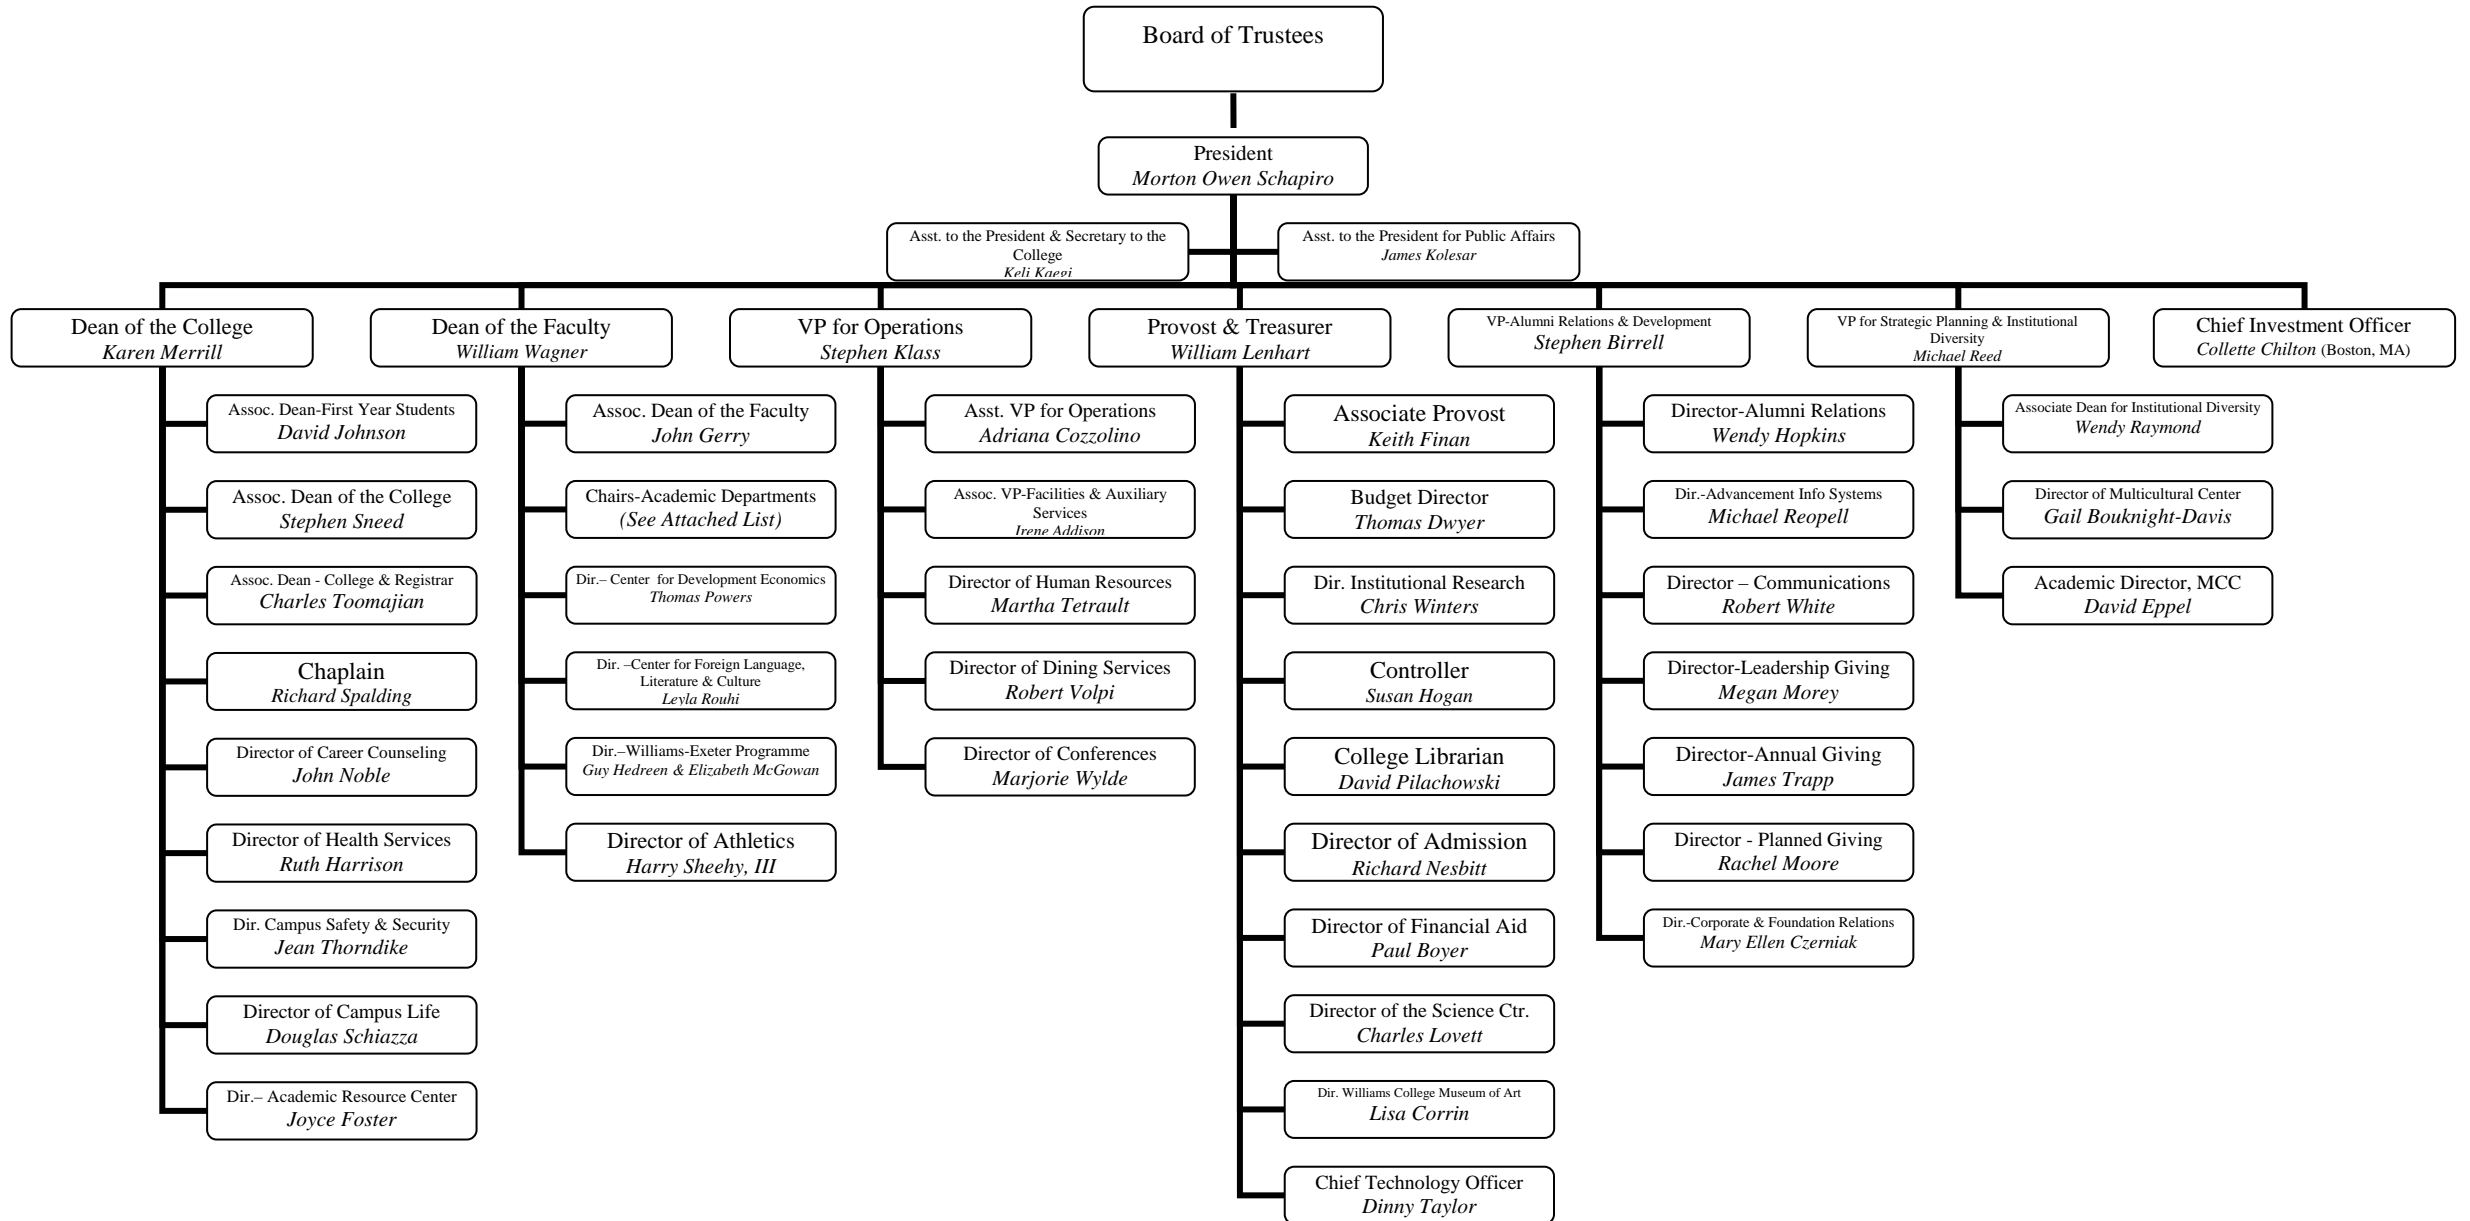 Board of Trustees
President
Morton Owen Schapiro
Asst. to the President & Secretary to the
College
Keli Kaegi
Asst. to the President for Public Affairs
James Kolesar
Dean of the College
Karen Merrill
Assoc. Dean-First Year Students
David Johnson
Assoc. Dean of the College
Stephen Sneed
Assoc. Dean - College & Registrar
Charles Toomajian
Chaplain
Richard Spalding
Director of Career Counseling
John Noble
Director of Health Services
Ruth Harrison
Dir. Campus Safety & Security
Jean Thorndike
Director of Campus Life
Douglas Schiazza
Dir.– Academic Resource Center
Joyce Foster
Dean of the Faculty
William Wagner
Assoc. Dean of the Faculty
John Gerry
Chairs-Academic Departments
(See Attached List)
Dir.– Center for Development Economics
Thomas Powers
Dir. –Center for Foreign Language,
Literature & Culture
Leyla Rouhi
Dir.–Williams-Exeter Programme
Guy Hedreen & Elizabeth McGowan
Director of Athletics
Harry Sheehy, III
VP for Operations
Stephen Klass
Asst. VP for Operations
Adriana Cozzolino
Assoc. VP-Facilities & Auxiliary
Services
Irene Addison
Director of Human Resources
Martha Tetrault
Director of Dining Services
Robert Volpi
Director of Conferences
Marjorie Wylde
Provost & Treasurer
William Lenhart
Associate Provost
Keith Finan
Budget Director
Thomas Dwyer
Dir. Institutional Research
Chris Winters
Controller
Susan Hogan
College Librarian
David Pilachowski
Director of Admission
Richard Nesbitt
Director of Financial Aid
Paul Boyer
Director of the Science Ctr.
Charles Lovett
Dir. Williams College Museum of Art
Lisa Corrin
Chief Technology Officer
Dinny Taylor
VP-Alumni Relations & Development
Stephen Birrell
Director-Alumni Relations
Wendy Hopkins
Dir.-Advancement Info Systems
Michael Reopell
Director – Communications
Robert White
Director-Leadership Giving
Megan Morey
Director-Annual Giving
James Trapp
Director - Planned Giving
Rachel Moore
Dir.-Corporate & Foundation Relations
Mary Ellen Czerniak
VP for Strategic Planning & Institutional
Diversity
Michael Reed
Associate Dean for Institutional Diversity
Wendy Raymond
Director of Multicultural Center
Gail Bouknight-Davis
Academic Director, MCC
David Eppel
Chief Investment Officer
Collette Chilton (Boston, MA)